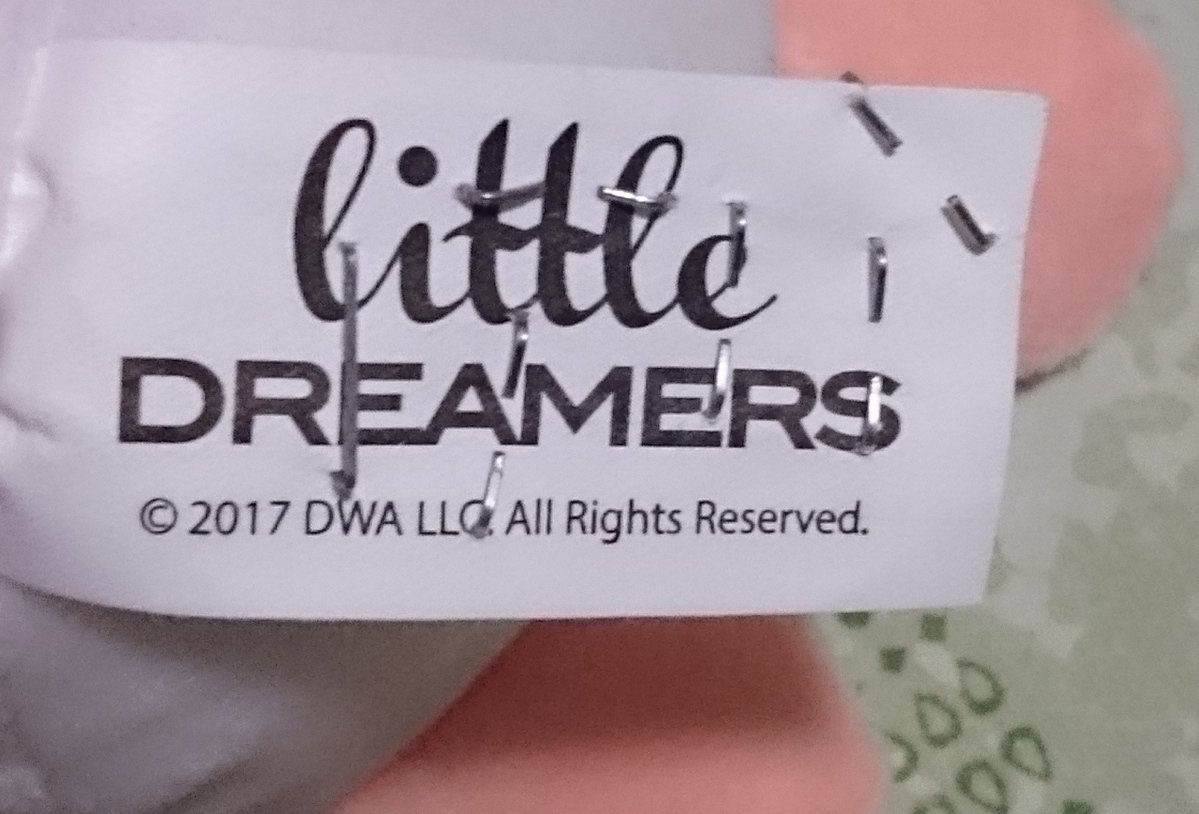 little
DREAMERS
© 2017 DWA LLC. All Rights Reserved.